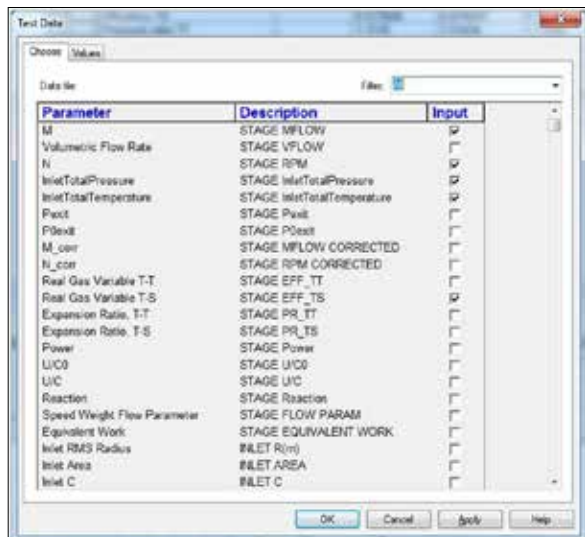 Test Data
Choose Values
Data file: Filter:
Parameter Description Input
M STAGE MFLOW
Volumetric Flow Rate STAGE VFLOW
N STAGE RPM
InletTotalPressure STAGE InletTotalPressure
InletTotalTemperature STAGE InletTotalTemperature
Pexit STAGE Pexit
P0exit STAGE P0exit
M_corr STAGE MFLOW CORRECTED
N_corr STAGE RPM CORRECTED
Real Gas Variable T-T STAGE EFF_TT
Real Gas Variable T-S STAGE EFF_TS
Expansion Ratio, T-T STAGE PR_TT
Expansion Ratio, T-S STAGE PR_TS
Power STAGE Power
U/C0 STAGE U/C0
U/C STAGE U/C
Reaction STAGE Reaction
Speed Weight Flow Parameter STAGE FLOW PARAM
Equivalent Work STAGE EQUIVALENT WORK
Inlet RMS Radius INLET R(m)
Inlet Area INLET AREA
Inlet C INLET C
OK Cancel Apply Help